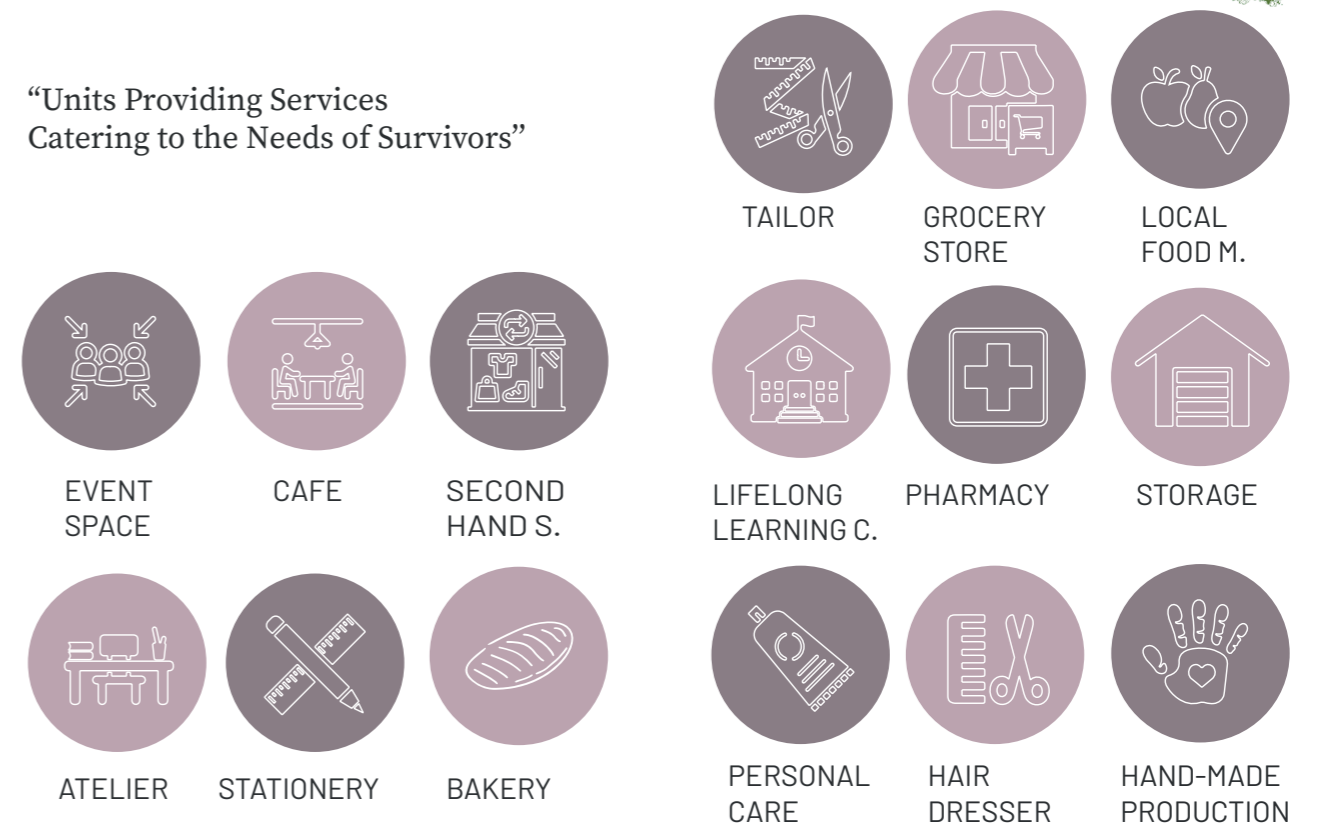 “Units Providing Services
Catering to the Needs of Survivors”
EVENT
SPACE
CAFE
SECOND
HAND S.
ATELIER
STATIONERY
BAKERY
TAILOR
GROCERY
STORE
LOCAL
FOOD M.
LIFELONG
LEARNING C.
PHARMACY
STORAGE
PERSONAL
CARE
HAIR
DRESSER
HAND-MADE
PRODUCTION